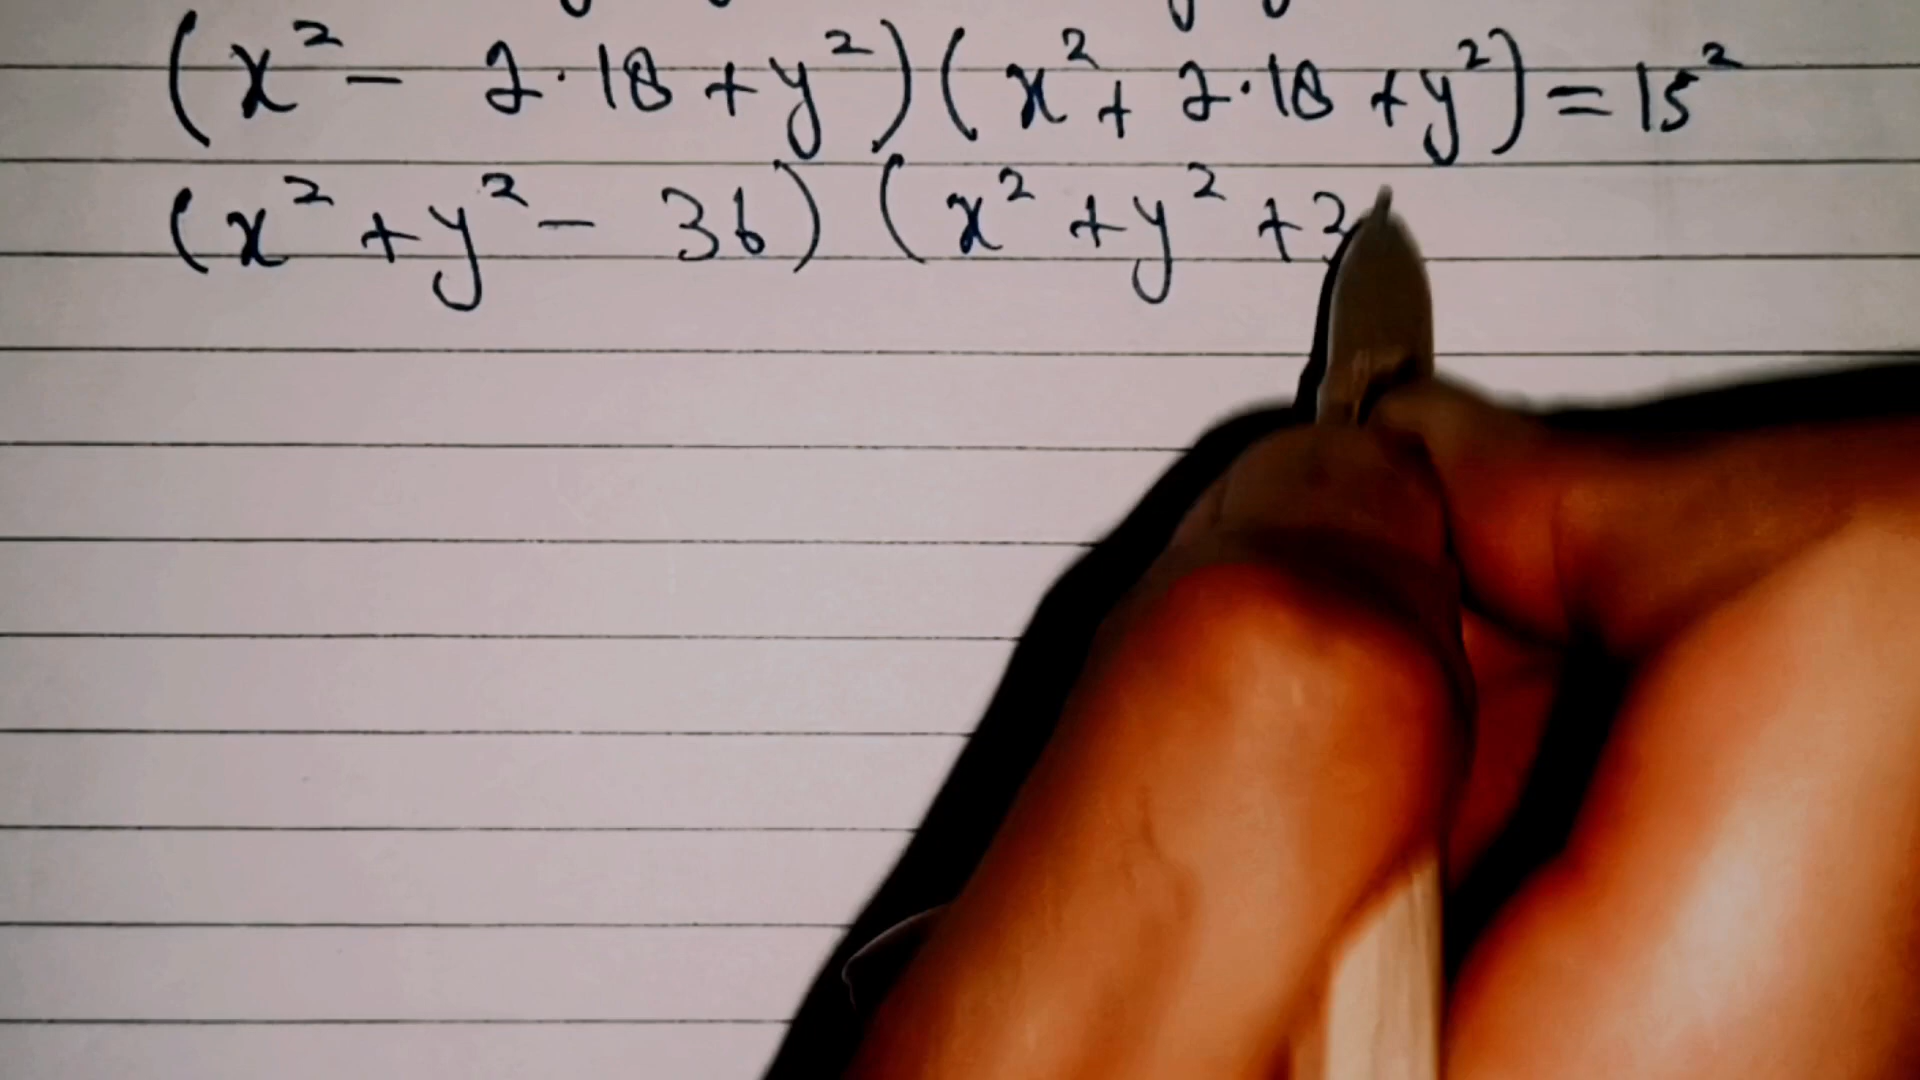 (x² - 2·18 + y²)(x² + 2·18 + y²) = 15²
(x² + y² - 36) (x² + y² + 3